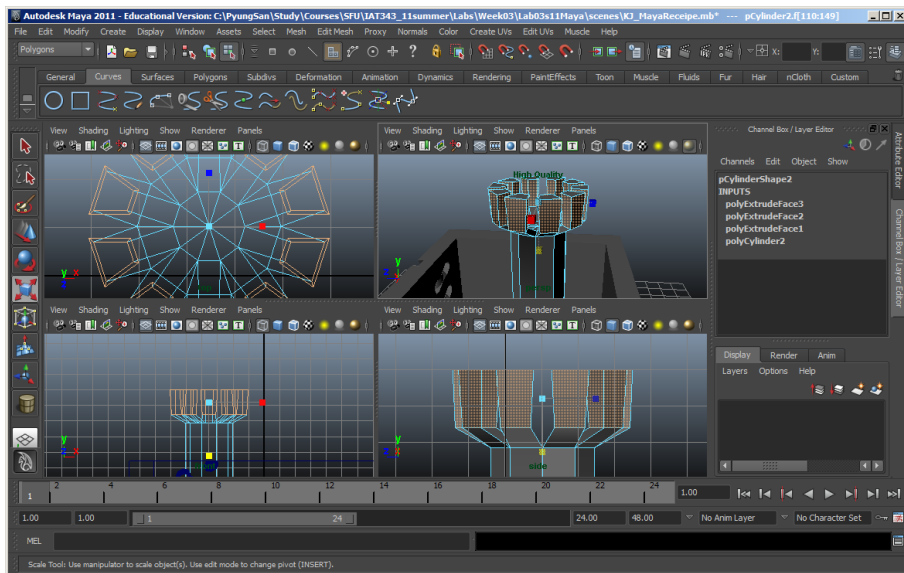 Autodesk Maya 2011 - Educational Version: C:\PyungSan\Study\Courses\SFU\IAT343_11summer\Labs\Week03\Lab03s11Maya\scenes\KJ_MayaReceipe.mb* --- pCylinder2.f[110:149]
File Edit Modify Create Display Window Assets Select Mesh Edit Mesh Proxy Normals Color Create UVs Edit UVs Muscle Help
Polygons X: Y:
General Curves Surfaces Polygons Subdivs Deformation Animation Dynamics Rendering PaintEffects Toon Muscle Fluids Fur Hair nCloth Custom
View Shading Lighting Show Renderer Panels
View Shading Lighting Show Renderer Panels
High Quality
y x z
y z
View Shading Lighting Show Renderer Panels
View Shading Lighting Show Renderer Panels
y
z
y
z
side
Channel Box / Layer Editor
Channels Edit Object Show
pCylinderShape2
INPUTS
polyExtrudeFace3
polyExtrudeFace2
polyExtrudeFace1
polyCylinder2
Attribute Editor
Channel Box / Layer Editor
Display Render Anim
Layers Options Help
1 2 4 6 8 10 12 14 16 18 20 22 24 1.00
1.00 1.00 1 24 24.00 48.00 No Anim Layer No Character Set
MEL
Scale Tool: Use manipulator to scale object(s). Use edit mode to change pivot (INSERT).